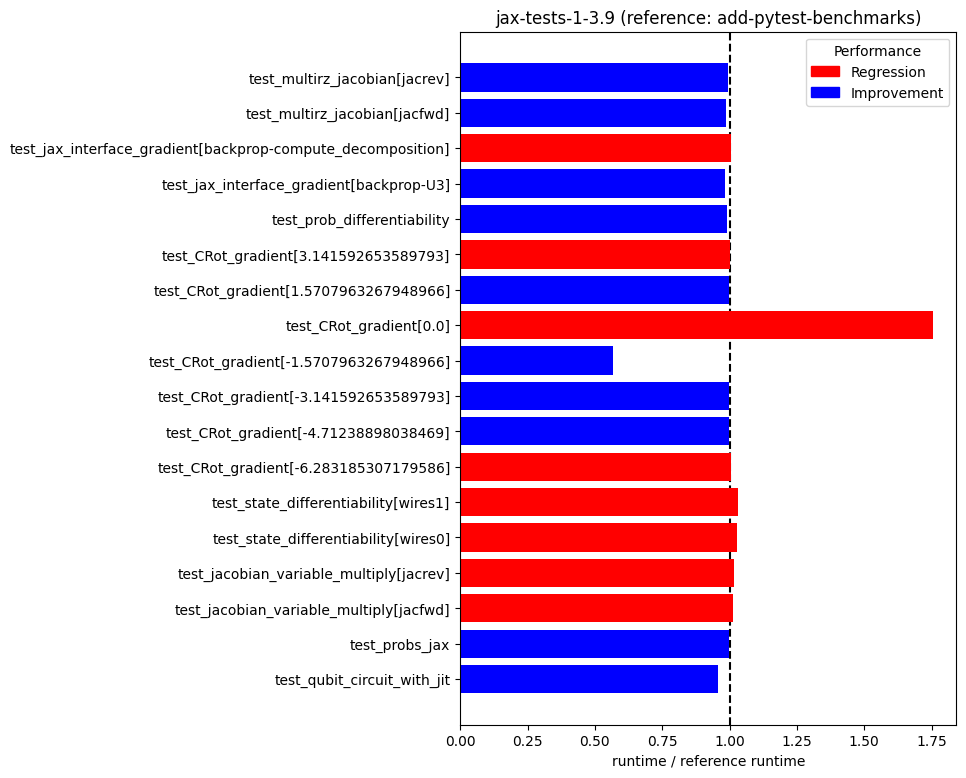 jax-tests-1-3.9 (reference: add-pytest-benchmarks)
Performance
Regression
Improvement
test_multirz_jacobian[jacrev]
test_multirz_jacobian[jacfwd]
test_jax_interface_gradient[backprop-compute_decomposition]
test_jax_interface_gradient[backprop-U3]
test_prob_differentiability
test_CRot_gradient[3.141592653589793]
test_CRot_gradient[1.5707963267948966]
test_CRot_gradient[0.0]
test_CRot_gradient[-1.5707963267948966]
test_CRot_gradient[-3.141592653589793]
test_CRot_gradient[-4.71238898038469]
test_CRot_gradient[-6.283185307179586]
test_state_differentiability[wires1]
test_state_differentiability[wires0]
test_jacobian_variable_multiply[jacrev]
test_jacobian_variable_multiply[jacfwd]
test_probs_jax
test_qubit_circuit_with_jit
0.00 0.25 0.50 0.75 1.00 1.25 1.50 1.75
runtime / reference runtime